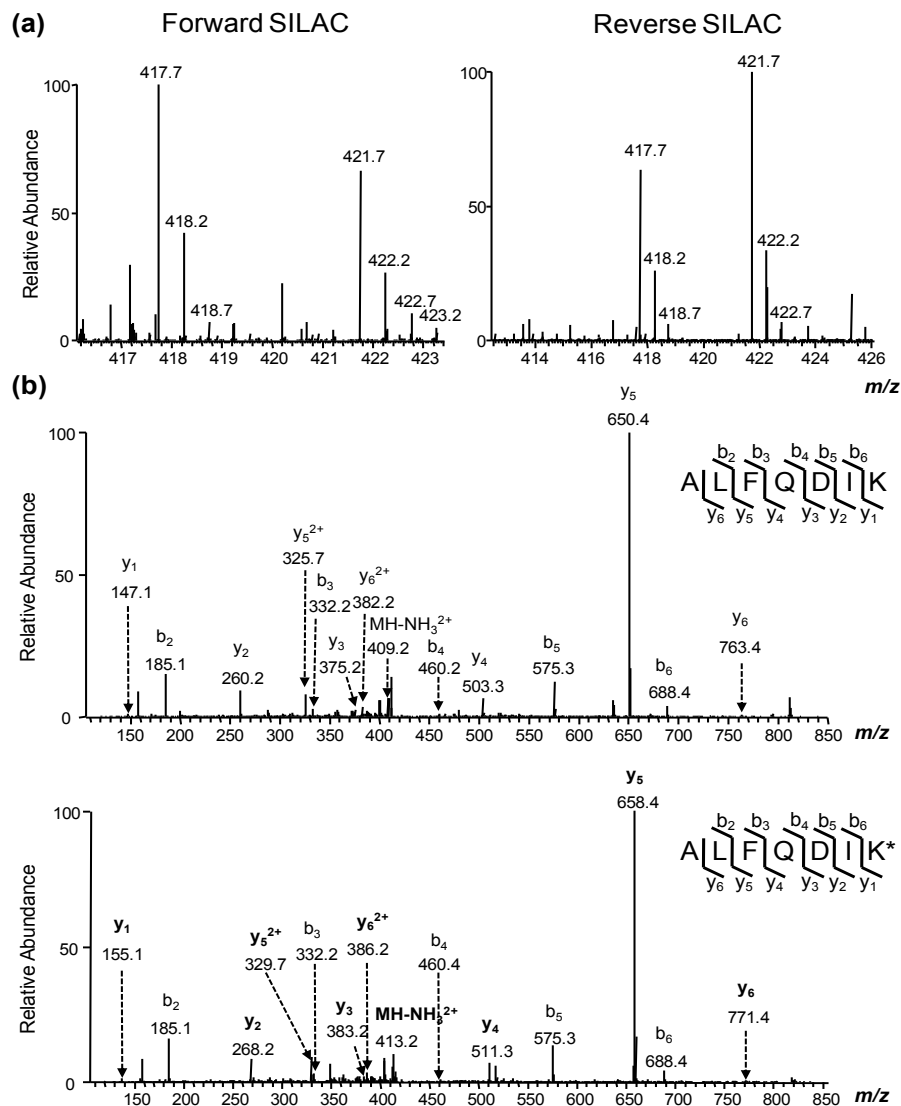 (a) Forward SILAC Reverse SILAC
Relative Abundance
100
50
0
417.7
418.2
418.7
421.7
422.2
422.7
423.2
417 418 419 420 421 422 423
100
50
0
417.7
418.2
418.7
421.7
422.2
422.7
414 416 418 420 422 424 426
m/z
(b)
Relative Abundance
100
50
0
y₁
147.1
b₂
185.1
y₂
260.2
y₅²⁺
325.7
b₃
332.2
y₃
375.2
y₆²⁺
382.2
MH-NH₃²⁺
409.2
b₄
460.2
y₄
503.3
b₅
575.3
y₅
650.4
b₆
688.4
y₆
763.4
b₂ b₃ b₄ b₅ b₆
A L F Q D I K
y₆ y₅ y₄ y₃ y₂ y₁
150 200 250 300 350 400 450 500 550 600 650 700 750 800 850 m/z
Relative Abundance
100
50
0
y₁
155.1
b₂
185.1
y₂
268.2
y₅²⁺
329.7
b₃
332.2
y₃
383.2
y₆²⁺
386.2
MH-NH₃²⁺
413.2
b₄
460.4
y₄
511.3
b₅
575.3
y₅
658.4
b₆
688.4
y₆
771.4
b₂ b₃ b₄ b₅ b₆
A L F Q D I K*
y₆ y₅ y₄ y₃ y₂ y₁
150 200 250 300 350 400 450 500 550 600 650 700 750 800 850 m/z